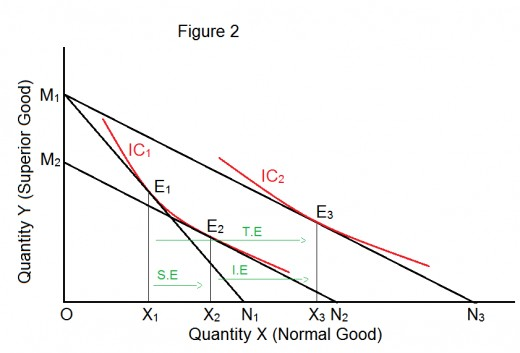 Figure 2
Quantity Y (Superior Good)
M1
M2
IC1
IC2
E1
E2
E3
T.E
S.E
I.E
O
X1
X2
N1
X3
N2
N3
Quantity X (Normal Good)